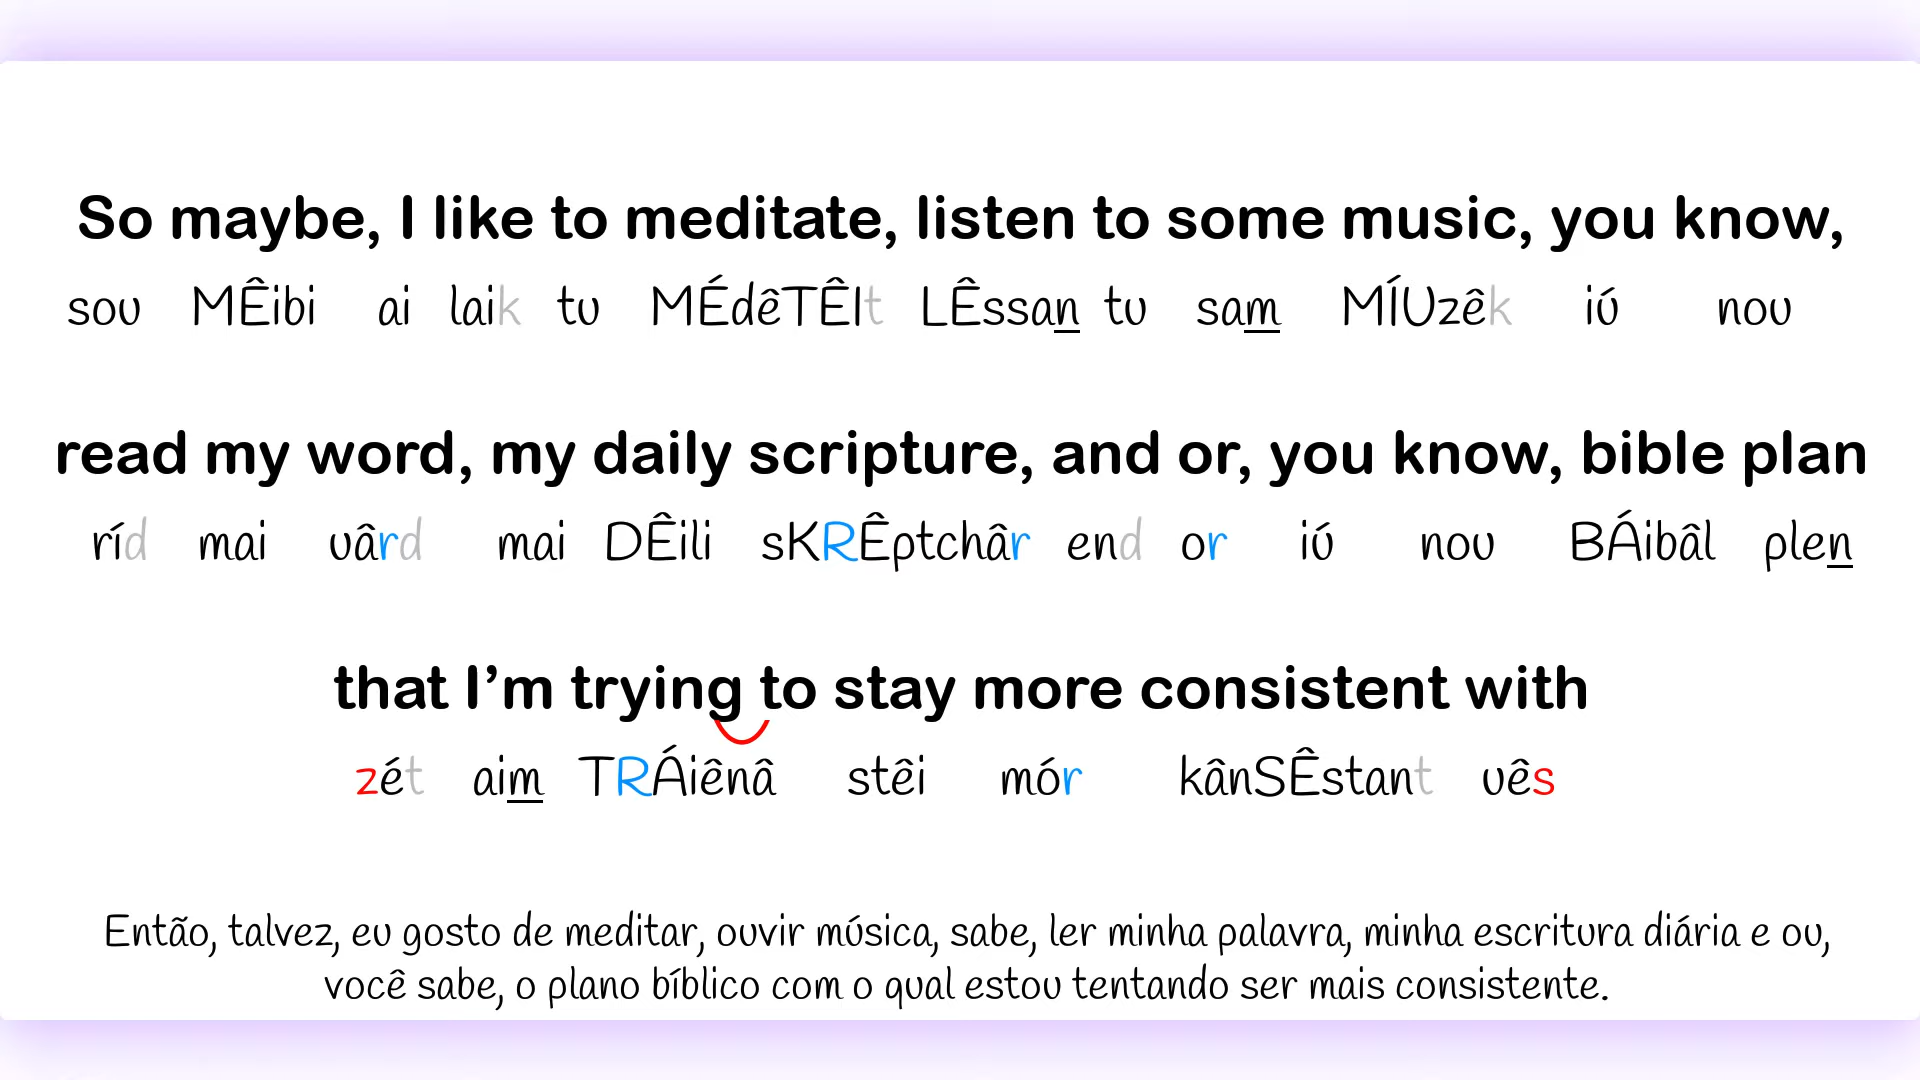 So maybe, I like to meditate, listen to some music, you know,
sou MÊibi ai laik tu MÉdêTÊIt LÊssan tu sam MÍUzêk iú nou
read my word, my daily scripture, and or, you know, bible plan
ríd mai uârd mai DÊili sKRÊptchâr end or iú nou BÁibâl plen
that I’m trying to stay more consistent with
zét aim TRÁiênâ stêi mór kânSÊstant uês
Então, talvez, eu gosto de meditar, ouvir música, sabe, ler minha palavra, minha escritura diária e ou,
você sabe, o plano bíblico com o qual estou tentando ser mais consistente.